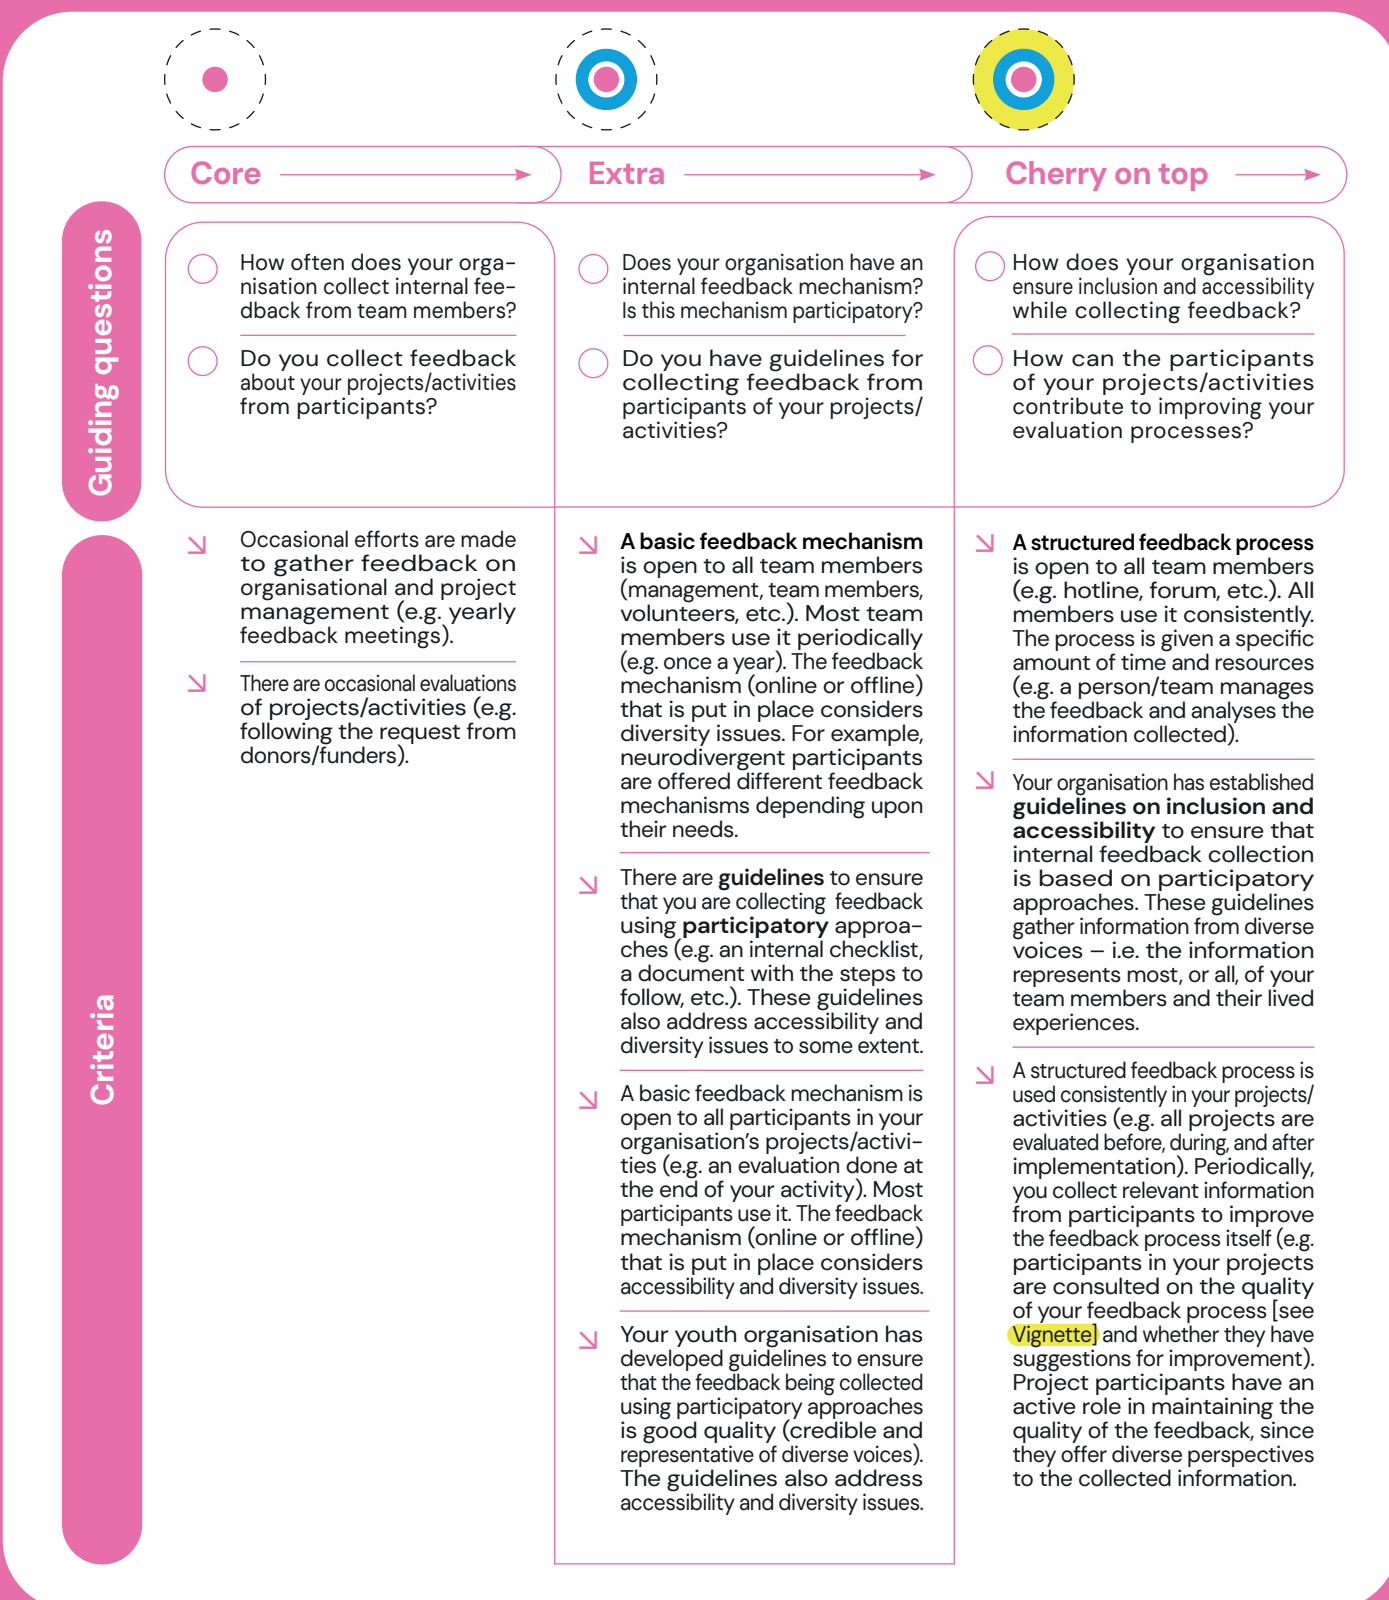 Core
Extra
Cherry on top
Guiding questions
How often does your orga-
nisation collect internal fee-
dback from team members?
Do you collect feedback
about your projects/activities
from participants?
Does your organisation have an
internal feedback mechanism?
Is this mechanism participatory?
Do you have guidelines for
collecting feedback from
participants of your projects/
activities?
How does your organisation
ensure inclusion and accessibility
while collecting feedback?
How can the participants
of your projects/activities
contribute to improving your
evaluation processes?
Criteria
Occasional efforts are made
to gather feedback on
organisational and project
management (e.g. yearly
feedback meetings).
There are occasional evaluations
of projects/activities (e.g.
following the request from
donors/funders).
A basic feedback mechanism
is open to all team members
(management, team members,
volunteers, etc.). Most team
members use it periodically
(e.g. once a year). The feedback
mechanism (online or offline)
that is put in place considers
diversity issues. For example,
neurodivergent participants
are offered different feedback
mechanisms depending upon
their needs.
There are guidelines to ensure
that you are collecting feedback
using participatory approa-
ches (e.g. an internal checklist,
a document with the steps to
follow, etc.). These guidelines
also address accessibility and
diversity issues to some extent.
A basic feedback mechanism is
open to all participants in your
organisation's projects/activi-
ties (e.g. an evaluation done at
the end of your activity). Most
participants use it. The feedback
mechanism (online or offline)
that is put in place considers
accessibility and diversity issues.
Your youth organisation has
developed guidelines to ensure
that the feedback being collected
using participatory approaches
is good quality (credible and
representative of diverse voices).
The guidelines also address
accessibility and diversity issues.
A structured feedback process
is open to all team members
(e.g. hotline, forum, etc.). All
members use it consistently.
The process is given a specific
amount of time and resources
(e.g. a person/team manages
the feedback and analyses the
information collected).
Your organisation has established
guidelines on inclusion and
accessibility to ensure that
internal feedback collection
is based on participatory
approaches. These guidelines
gather information from diverse
voices – i.e. the information
represents most, or all, of your
team members and their lived
experiences.
A structured feedback process is
used consistently in your projects/
activities (e.g. all projects are
evaluated before, during, and after
implementation). Periodically,
you collect relevant information
from participants to improve
the feedback process itself (e.g.
participants in your projects
are consulted on the quality
of your feedback process [see
Vignette] and whether they have
suggestions for improvement).
Project participants have an
active role in maintaining the
quality of the feedback, since
they offer diverse perspectives
to the collected information.